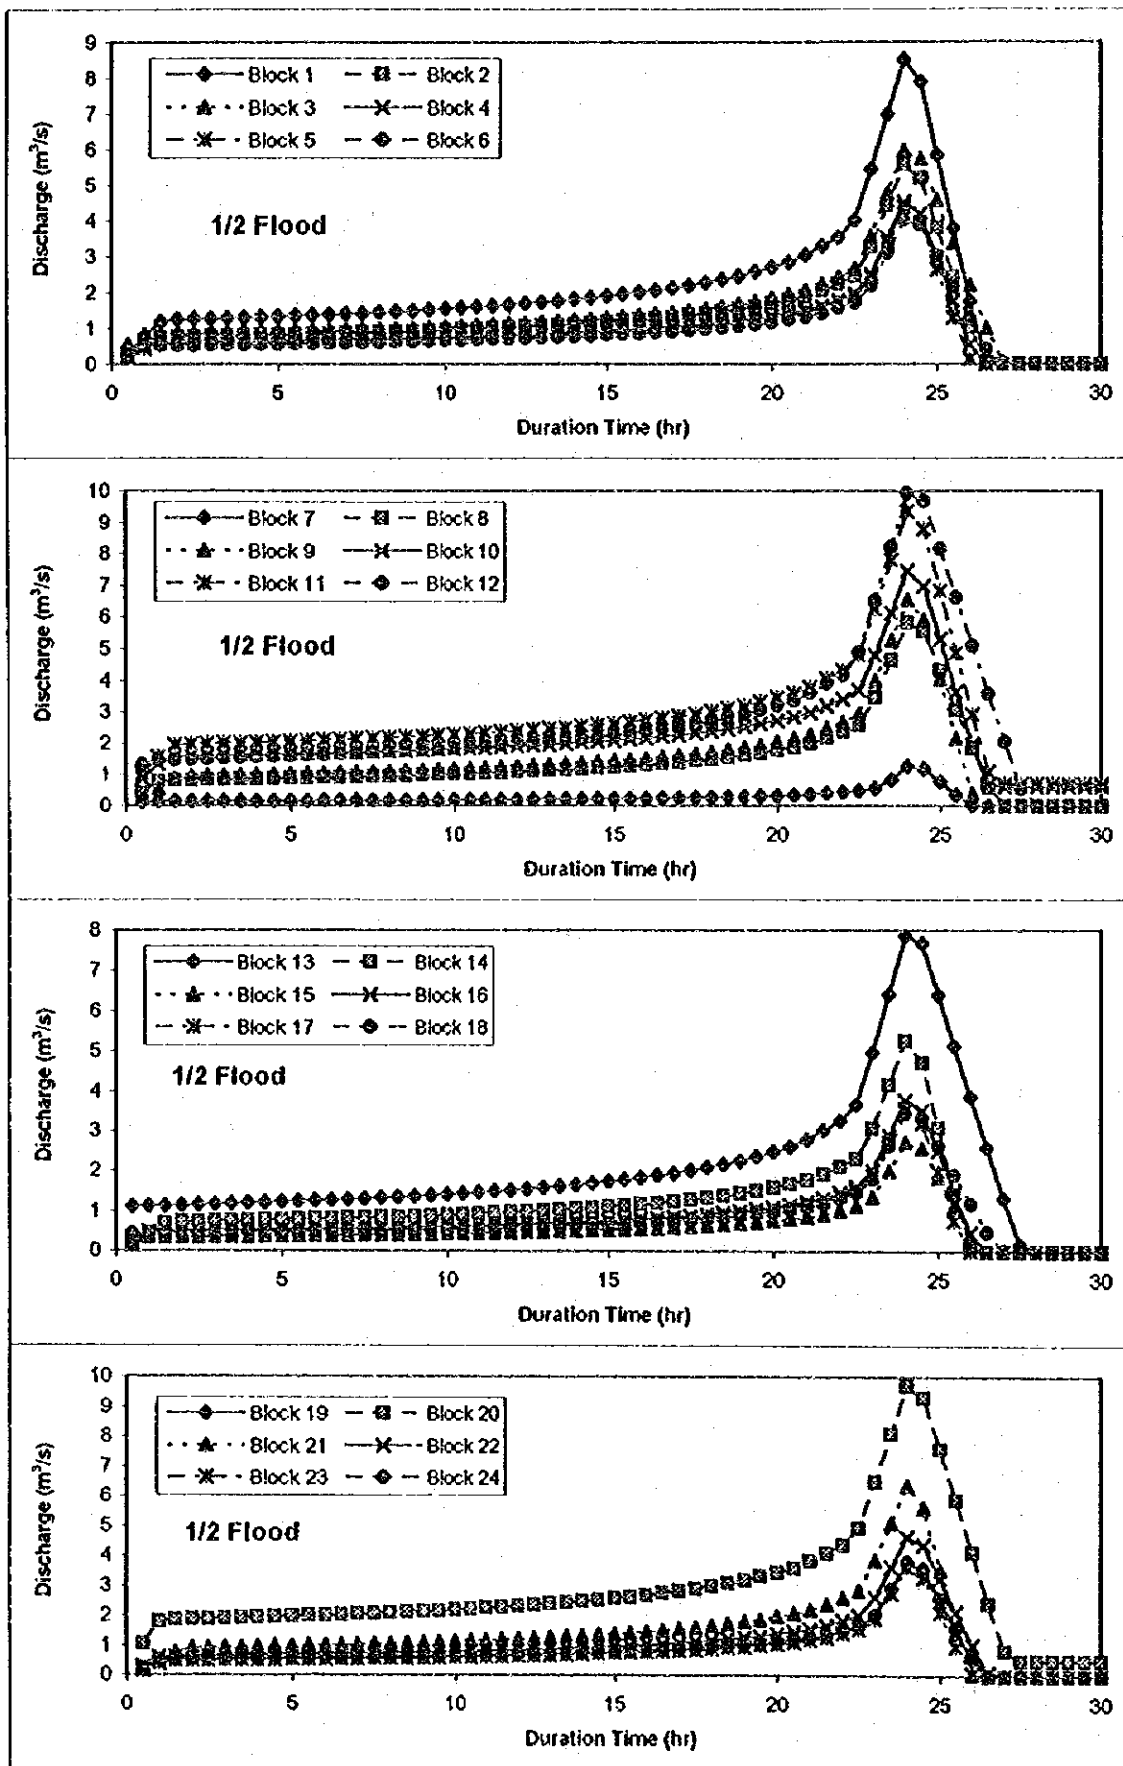 9
8
7
6
5
4
3
2
1
0
Discharge (m³/s)
Block 1 Block 2
Block 3 Block 4
Block 5 Block 6
1/2 Flood
0 5 10 15 20 25 30
Duration Time (hr)
10
9
8
7
6
5
4
3
2
1
0
Discharge (m³/s)
Block 7 Block 8
Block 9 Block 10
Block 11 Block 12
1/2 Flood
0 5 10 15 20 25 30
Duration Time (hr)
8
7
6
5
4
3
2
1
0
Discharge (m³/s)
Block 13 Block 14
Block 15 Block 16
Block 17 Block 18
1/2 Flood
0 5 10 15 20 25 30
Duration Time (hr)
10
9
8
7
6
5
4
3
2
1
0
Discharge (m³/s)
Block 19 Block 20
Block 21 Block 22
Block 23 Block 24
1/2 Flood
0 5 10 15 20 25 30
Duration Time (hr)